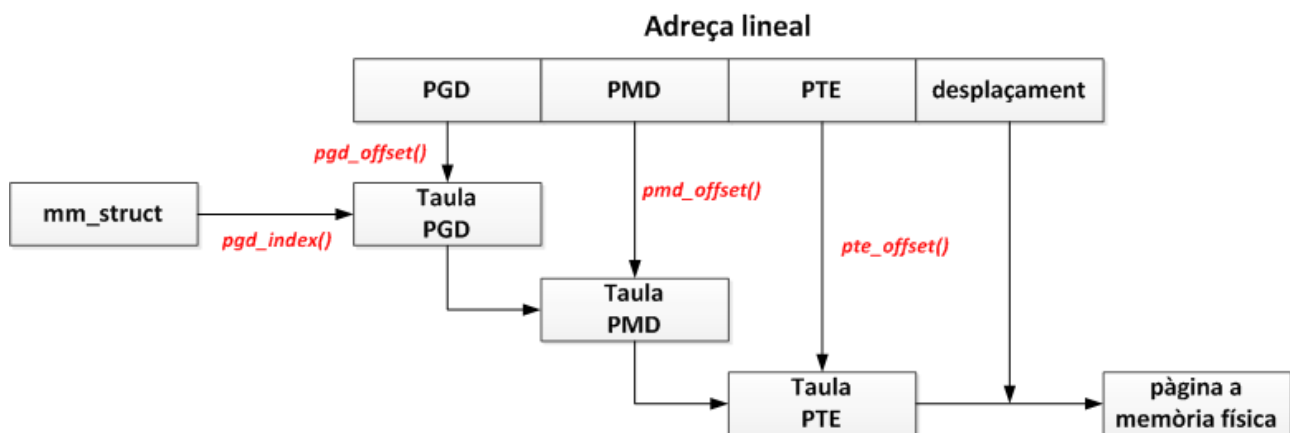 Adreça lineal
PGD
PMD
PTE
desplaçament
pgd_offset()
mm_struct
pgd_index()
Taula
PGD
pmd_offset()
pte_offset()
Taula
PMD
Taula
PTE
pàgina a
memòria física